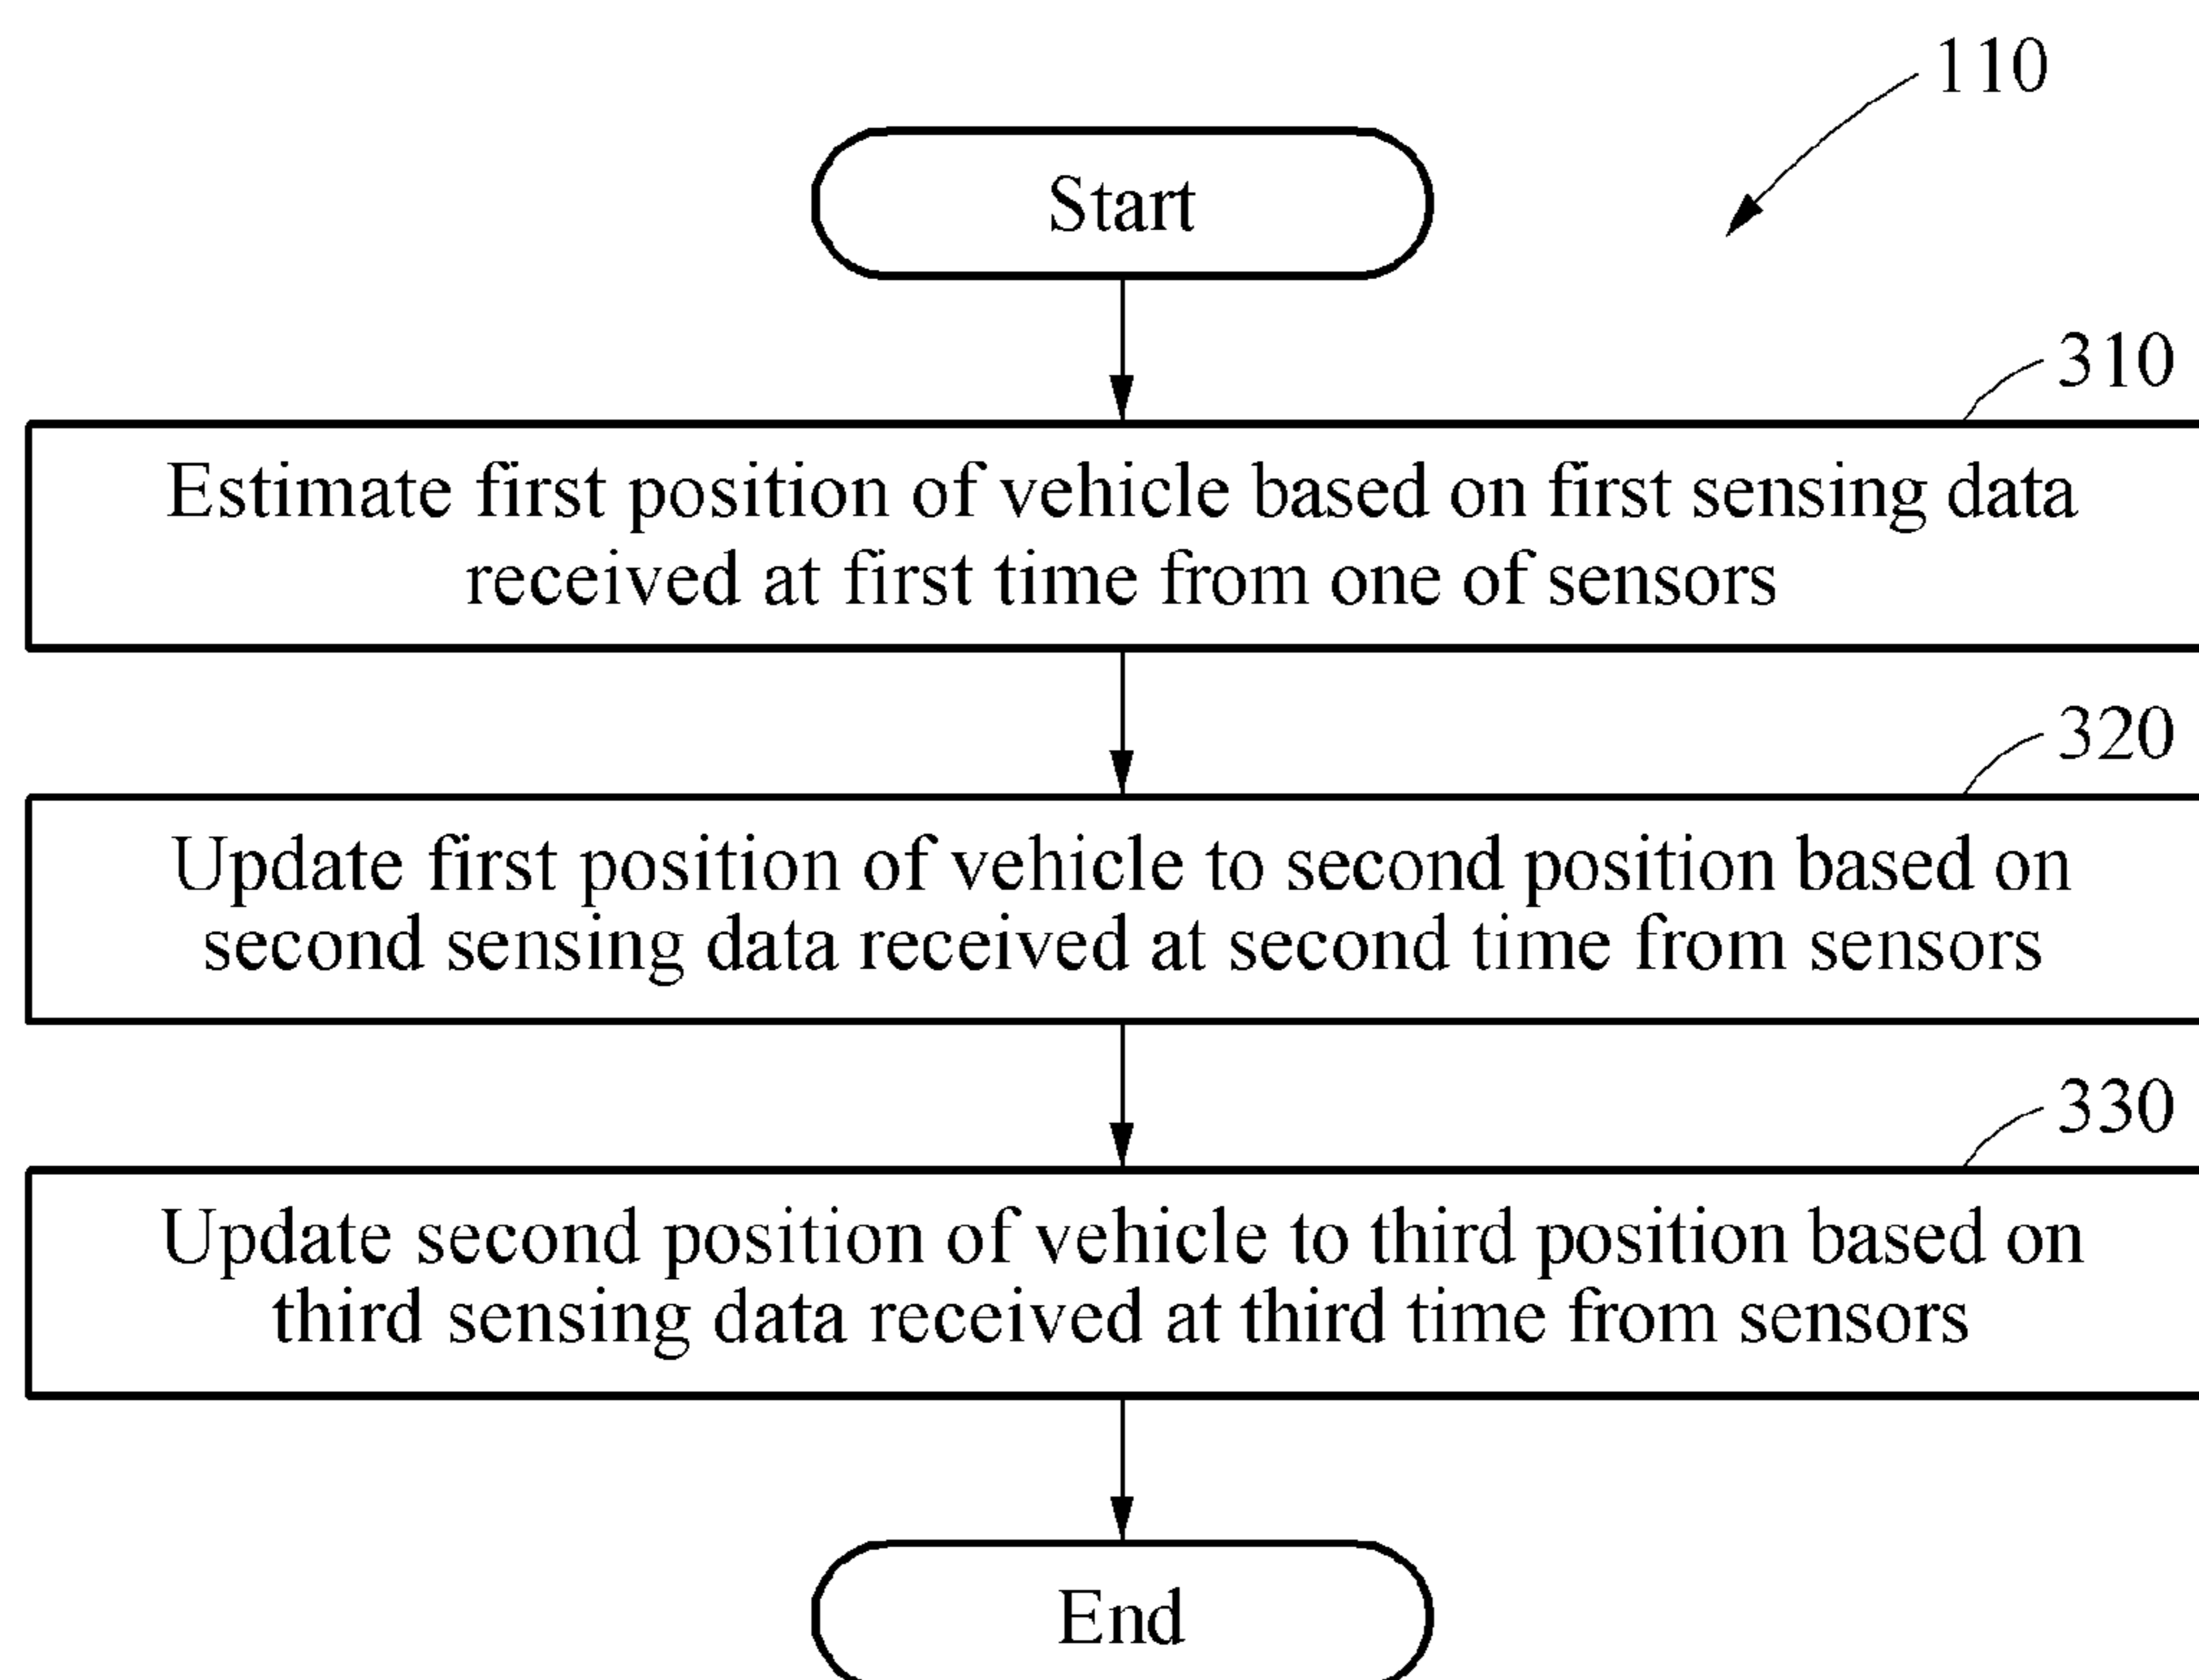 110
Start
310
Estimate first position of vehicle based on first sensing data
received at first time from one of sensors
320
Update first position of vehicle to second position based on
second sensing data received at second time from sensors
330
Update second position of vehicle to third position based on
third sensing data received at third time from sensors
End